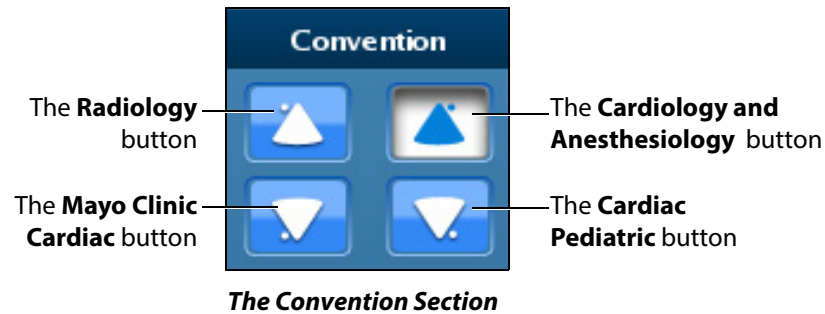 Convention
The Radiology
button
The Cardiology and
Anesthesiology button
The Mayo Clinic
Cardiac button
The Cardiac
Pediatric button
The Convention Section